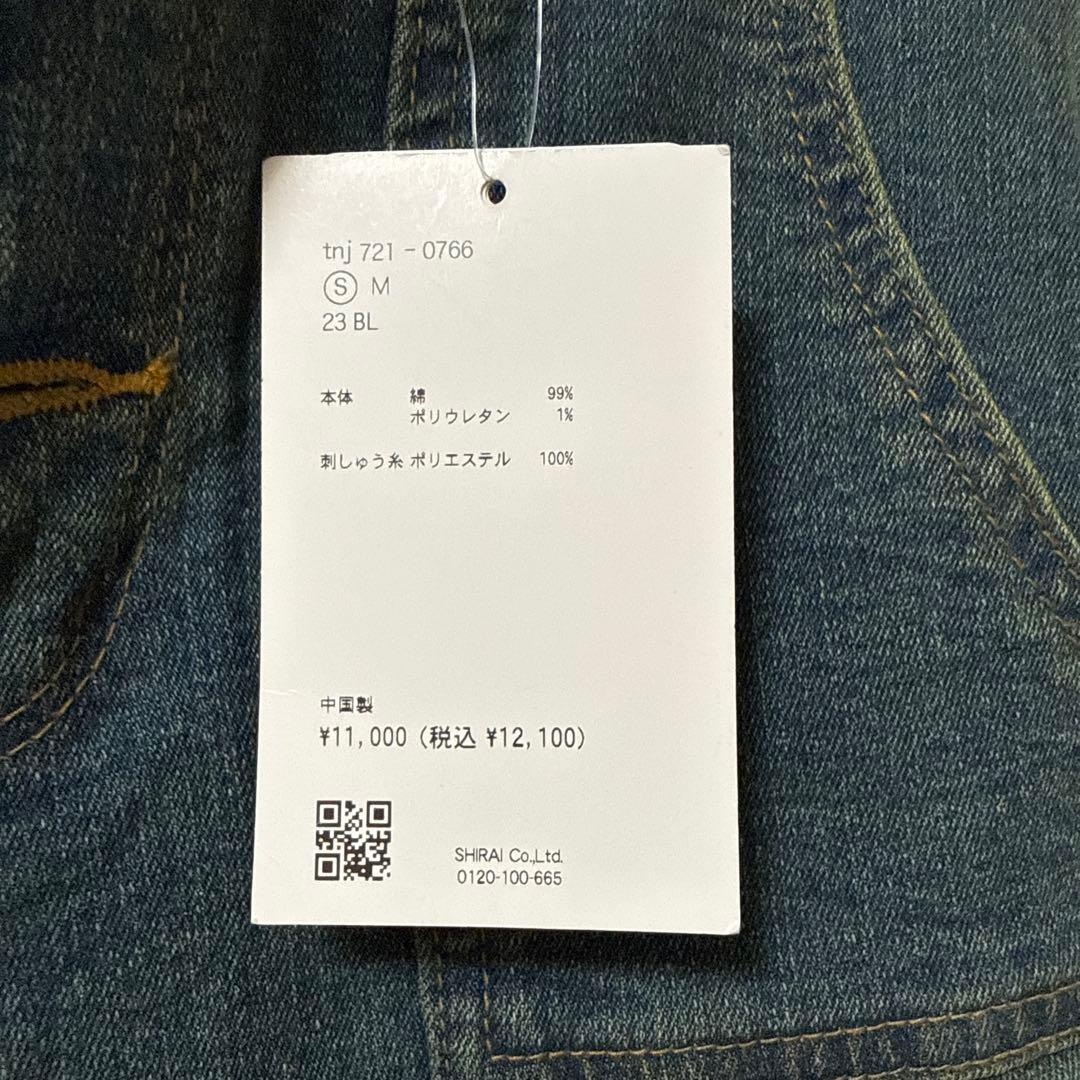 tnj 721 - 0766
Ⓢ M
23 BL
本体 綿 99%
ポリウレタン 1%
刺しゅう糸 ポリエステル 100%
中国製
¥11,000 (税込 ¥12,100)
SHIRAI Co.,Ltd.
0120-100-665